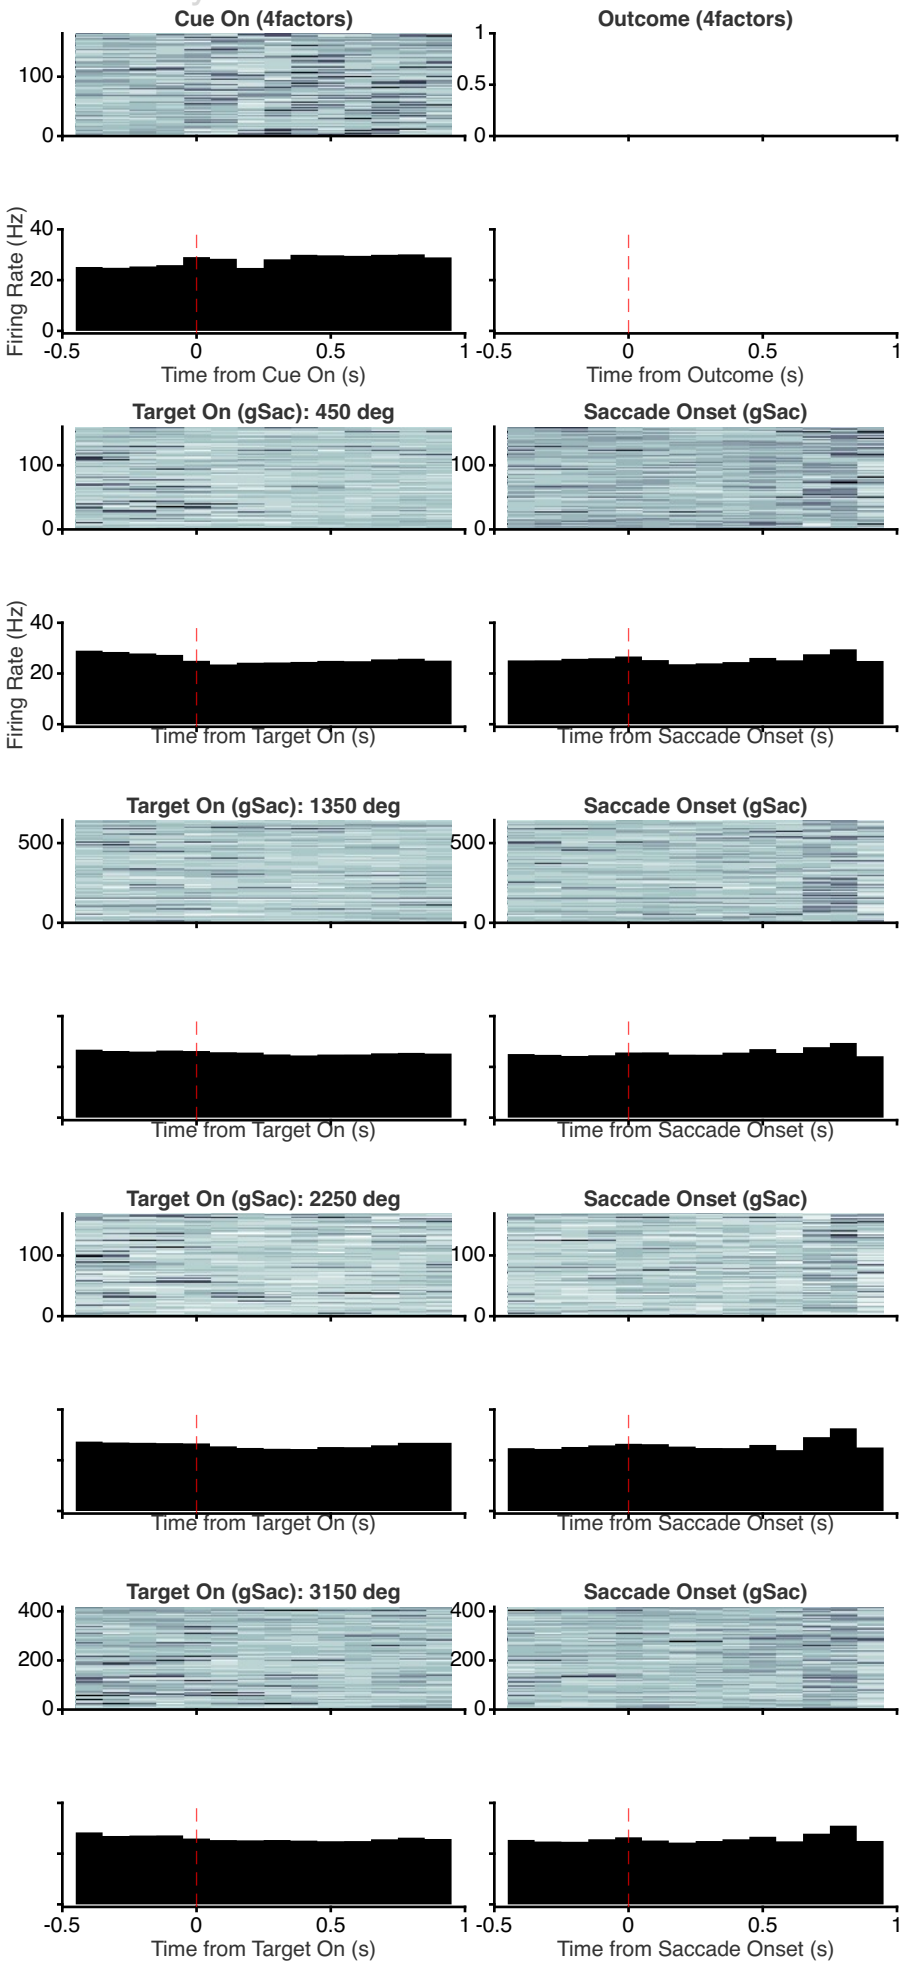 Cue On (4factors)
Outcome (4factors)
100
0
1
0.5
0
Firing Rate (Hz)
40
20
0
-0.5 0 0.5 1
-0.5 0 0.5 1
Time from Cue On (s)
Time from Outcome (s)
Target On (gSac): 450 deg
Saccade Onset (gSac)
100
0
100
0
Firing Rate (Hz)
40
20
0
Time from Target On (s)
Time from Saccade Onset (s)
Target On (gSac): 1350 deg
Saccade Onset (gSac)
500
0
500
0
Time from Target On (s)
Time from Saccade Onset (s)
Target On (gSac): 2250 deg
Saccade Onset (gSac)
100
0
100
0
Time from Target On (s)
Time from Saccade Onset (s)
Target On (gSac): 3150 deg
Saccade Onset (gSac)
400
200
0
400
200
0
-0.5 0 0.5 1
-0.5 0 0.5 1
Time from Target On (s)
Time from Saccade Onset (s)